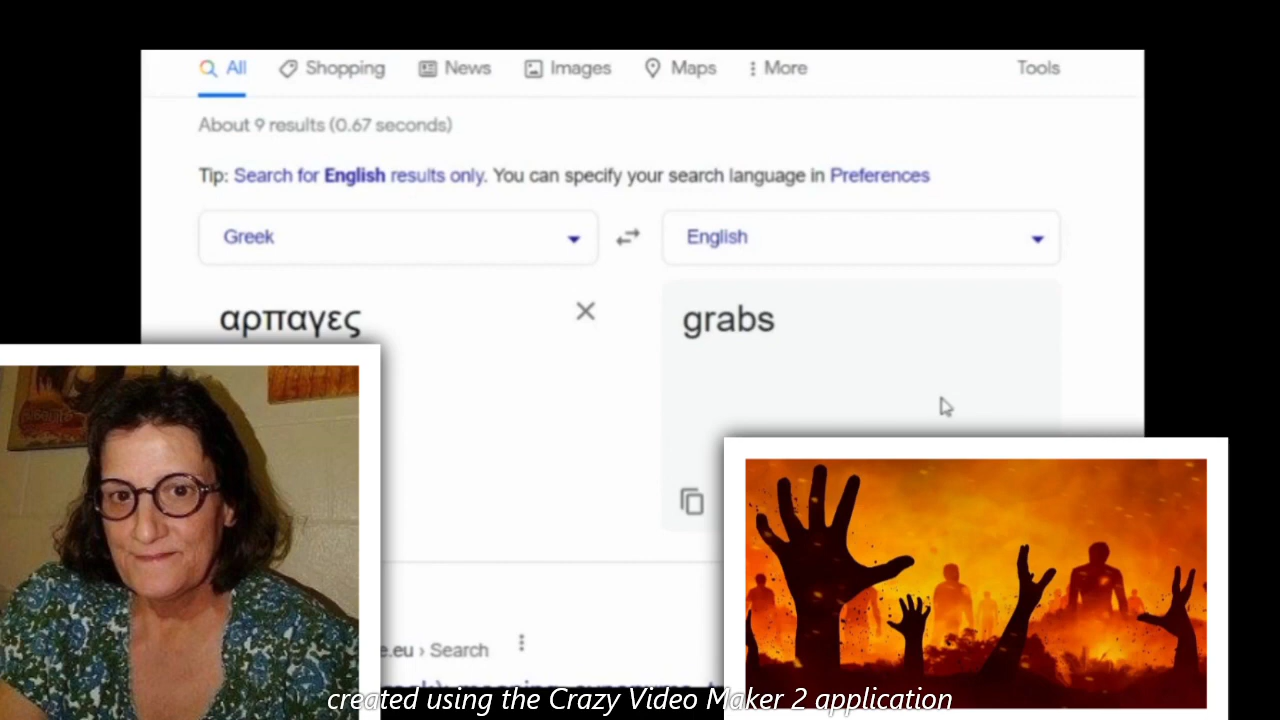 All Shopping News Images Maps More Tools
About 9 results (0.67 seconds)
Tip: Search for English results only. You can specify your search language in Preferences
Greek English
αρπαγες grabs
e.eu › Search
created using the Crazy Video Maker 2 application